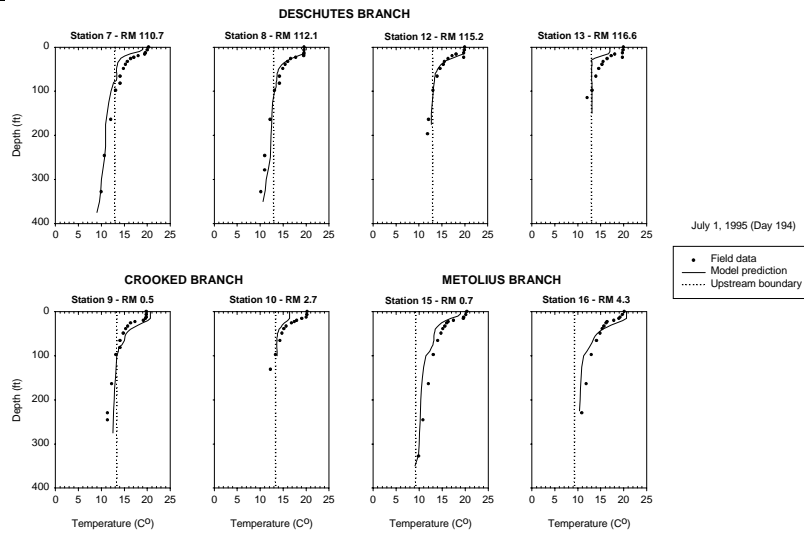 DESCHUTES BRANCH
Station 7 - RM 110.7
Station 8 - RM 112.1
Station 12 - RM 115.2
Station 13 - RM 116.6
Depth (ft)
0
100
200
300
400
0 5 10 15 20 25
0 5 10 15 20 25
0 5 10 15 20 25
0 5 10 15 20 25
July 1, 1995 (Day 194)
Field data
Model prediction
Upstream boundary
CROOKED BRANCH
METOLIUS BRANCH
Station 9 - RM 0.5
Station 10 - RM 2.7
Station 15 - RM 0.7
Station 16 - RM 4.3
Depth (ft)
0
100
200
300
400
0 5 10 15 20 25
0 5 10 15 20 25
0 5 10 15 20 25
0 5 10 15 20 25
Temperature (Cº)
Temperature (Cº)
Temperature (Cº)
Temperature (Cº)